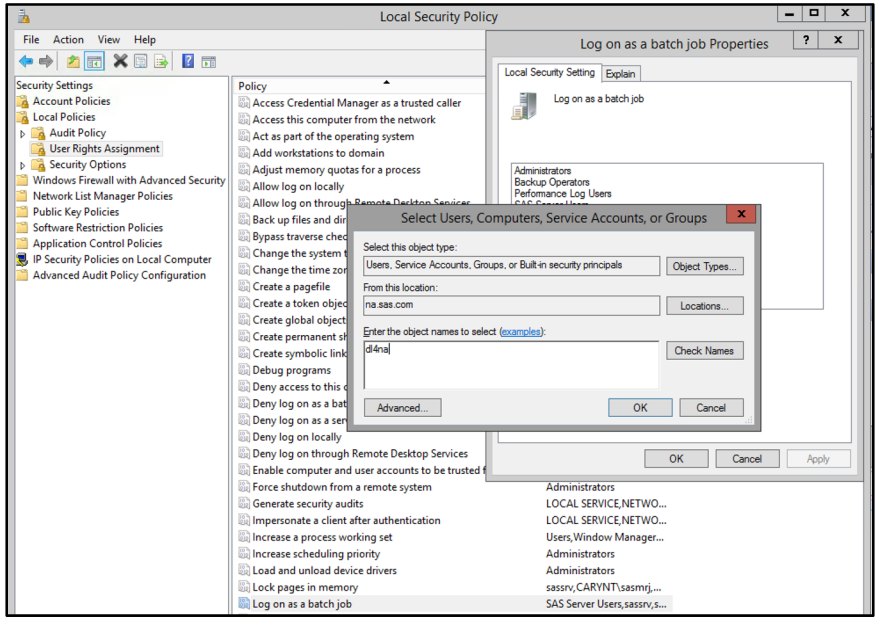 Local Security Policy
File Action View Help
Security Settings
Account Policies
Local Policies
Audit Policy
User Rights Assignment
Security Options
Windows Firewall with Advanced Security
Network List Manager Policies
Public Key Policies
Software Restriction Policies
Application Control Policies
IP Security Policies on Local Computer
Advanced Audit Policy Configuration
Policy
Access Credential Manager as a trusted caller
Access this computer from the network
Act as part of the operating system
Add workstations to domain
Adjust memory quotas for a process
Allow log on locally
Allow log on through Remote Desktop Services
Back up files and dir
Bypass traverse chec
Change the system t
Change the time zon
Create a pagefile
Create a token objec
Create global object
Create permanent sh
Create symbolic link
Debug programs
Deny access to this c
Deny log on as a bat
Deny log on as a ser
Deny log on locally
Deny log on through Remote Desktop Services
Enable computer and user accounts to be trusted f
Force shutdown from a remote system Administrators
Generate security audits LOCAL SERVICE,NETWO...
Impersonate a client after authentication LOCAL SERVICE,NETWO...
Increase a process working set Users,Window Manager...
Increase scheduling priority Administrators
Load and unload device drivers Administrators
Lock pages in memory sassrv,CARYNT\sasmrj,...
Log on as a batch job SAS Server Users,sassrv,s...
Log on as a batch job Properties ? x
Local Security Setting Explain
Log on as a batch job
Administrators
Backup Operators
Performance Log Users
SAS Server Users
OK Cancel Apply
Select Users, Computers, Service Accounts, or Groups x
Select this object type:
Users, Service Accounts, Groups, or Built-in security principals Object Types...
From this location:
na.sas.com Locations...
Enter the object names to select (examples):
dl4na Check Names
Advanced... OK Cancel